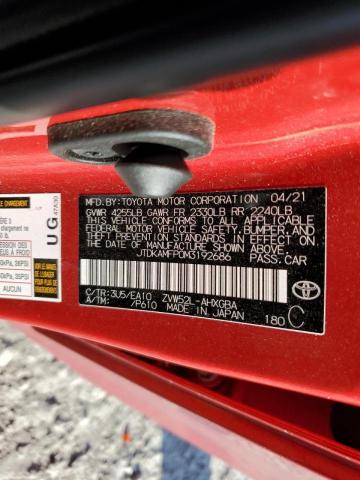 MFD. BY: TOYOTA MOTOR CORPORATION 04/21
GVWR 4255LB GAWR FR 2330LB RR 2240LB
THIS VEHICLE CONFORMS TO ALL APPLICABLE
FEDERAL MOTOR VEHICLE SAFETY, BUMPER, AND
THEFT PREVENTION STANDARDS IN EFFECT ON
THE DATE OF MANUFACTURE SHOWN ABOVE.
JTDKAMFP0M3192686 PASS. CAR
C/TR: 3U5/EA10 ZVW52L-AHXGBA
A/TM: /P610 MADE IN JAPAN 180 C
TOYOTA
UG
47A30
AUCUN